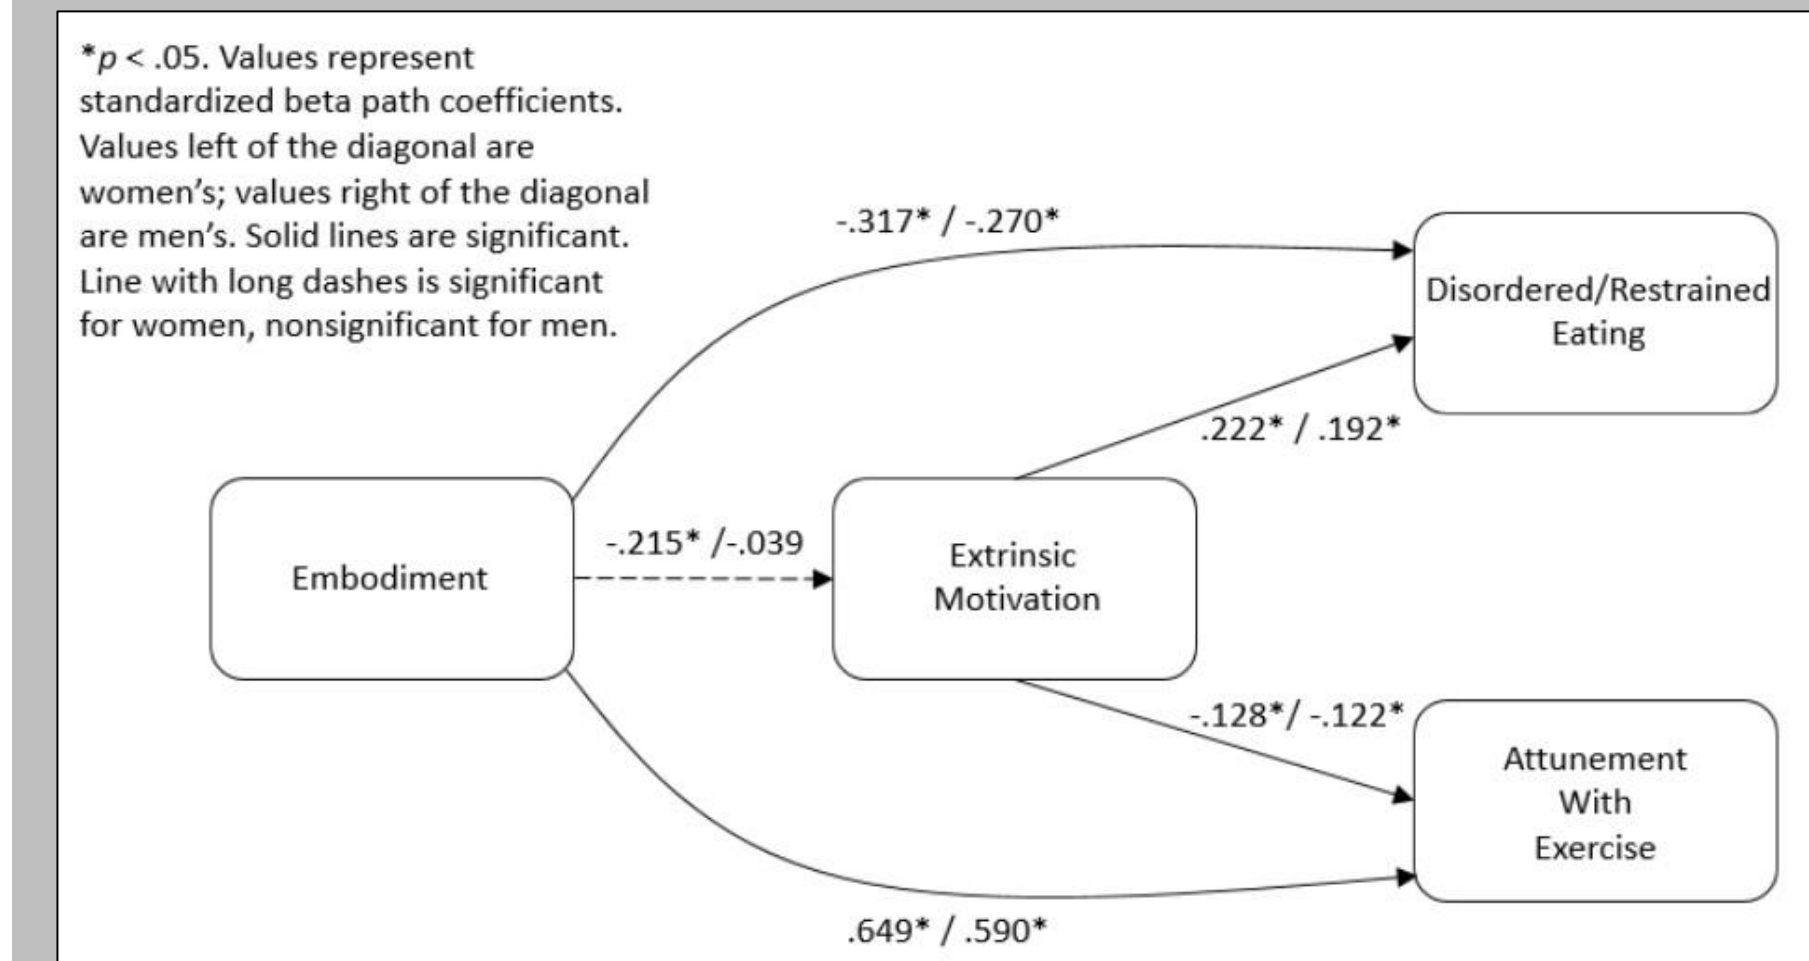 *p < .05. Values represent
standardized beta path coefficients.
Values left of the diagonal are
women's; values right of the diagonal
are men's. Solid lines are significant.
Line with long dashes is significant
for women, nonsignificant for men.
-.317* / -.270*
Disordered/Restrained
Eating
.222* / .192*
Embodiment
-.215* /-.039
Extrinsic
Motivation
-.128*/ -.122*
Attunement
With
Exercise
.649* / .590*